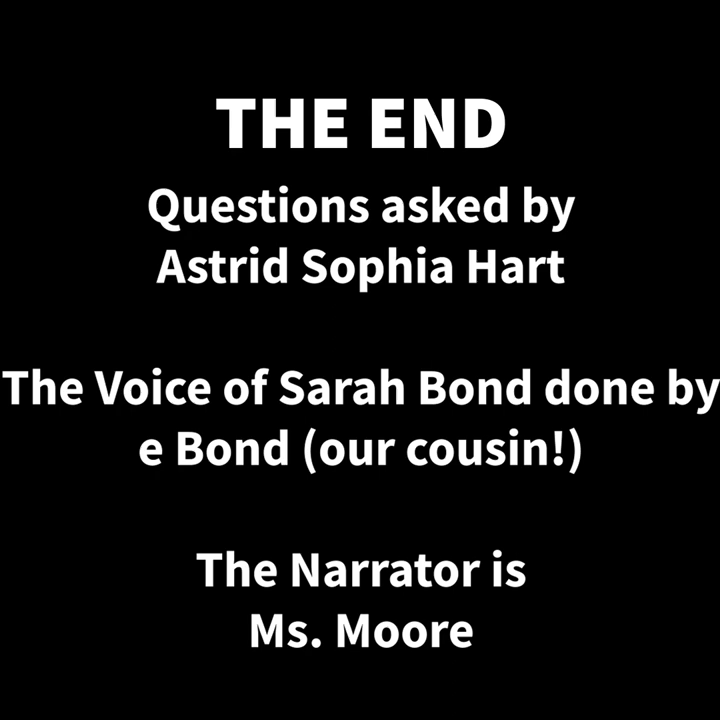 THE END
Questions asked by
Astrid Sophia Hart
The Voice of Sarah Bond done by
e Bond (our cousin!)
The Narrator is
Ms. Moore